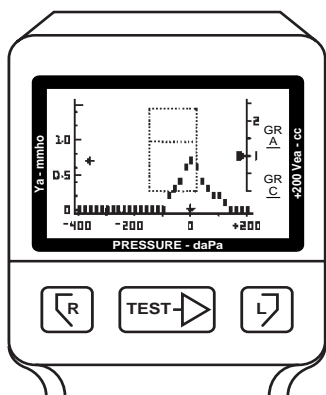 Ya - mmho
1.0
0.5
0
-400 -200 0 +200
PRESSURE - daPa
2
1
GR
A
GR
C
+200 Vea - cc
R
TEST
L